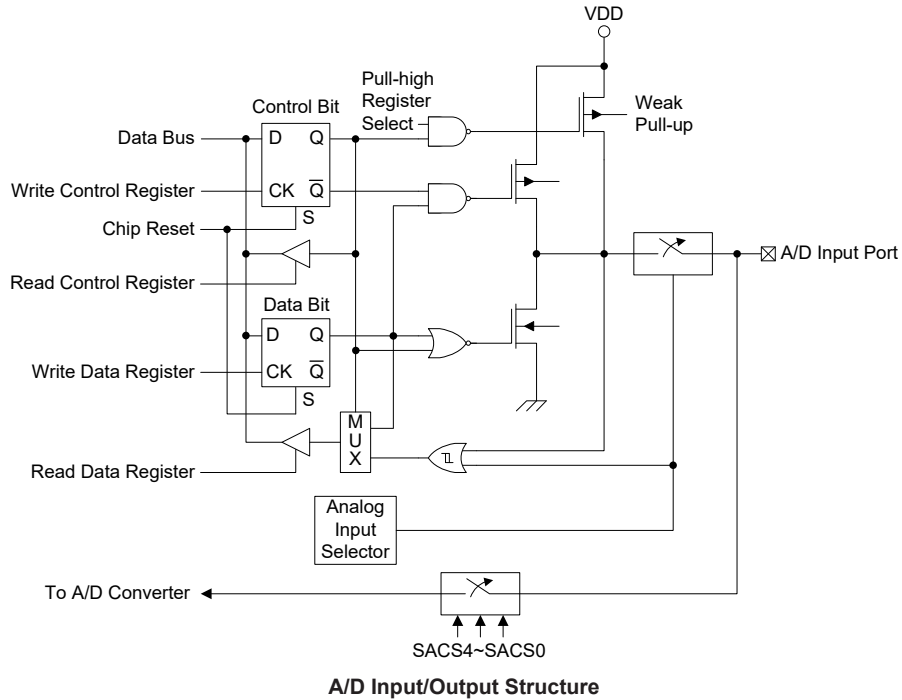 VDD
Pull-high
Register
Select
Weak
Pull-up
Control Bit
Data Bus
D Q
Write Control Register
CK Q̅
S
Chip Reset
A/D Input Port
Read Control Register
Data Bit
D Q
Write Data Register
CK Q̅
S
M
U
X
Read Data Register
Analog
Input
Selector
To A/D Converter
SACS4~SACS0
A/D Input/Output Structure